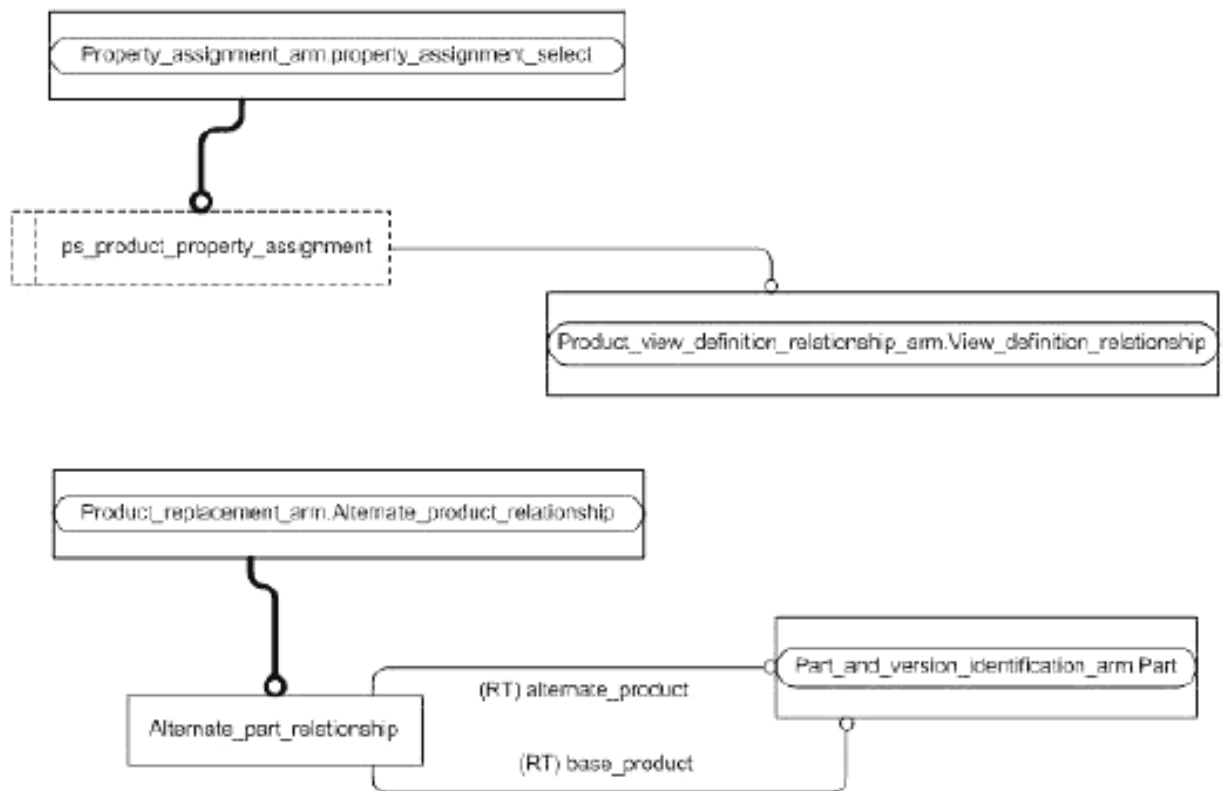 Property_assignment_arm.property_assignment_select
ps_product_property_assignment
Product_view_definition_relationship_arm.View_definition_relationship
Product_replacement_arm.Alternate_product_relationship
Part_and_version_identification_arm.Part
(RT) alternate_product
Alternate_part_relationship
(RT) base_product